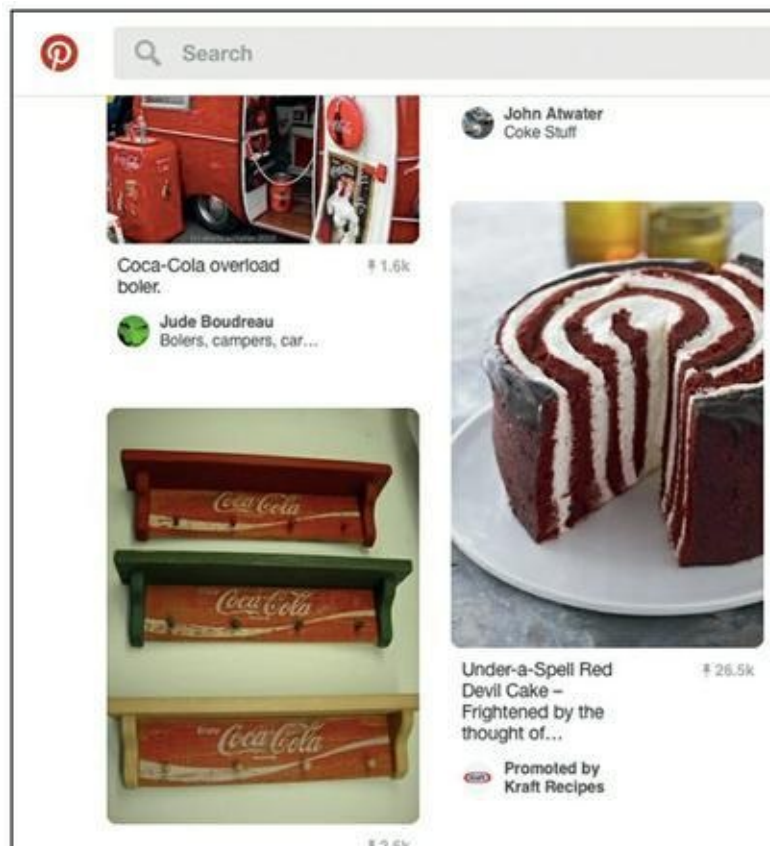 Search
John Atwater
Coke Stuff
Coca-Cola overload
boler.
1.6k
Jude Boudreau
Bolers, campers, car...
Coca-Cola
Coca-Cola
Enjoy
Coca-Cola
Under-a-Spell Red
Devil Cake –
Frightened by the
thought of...
26.5k
Promoted by
Kraft Recipes